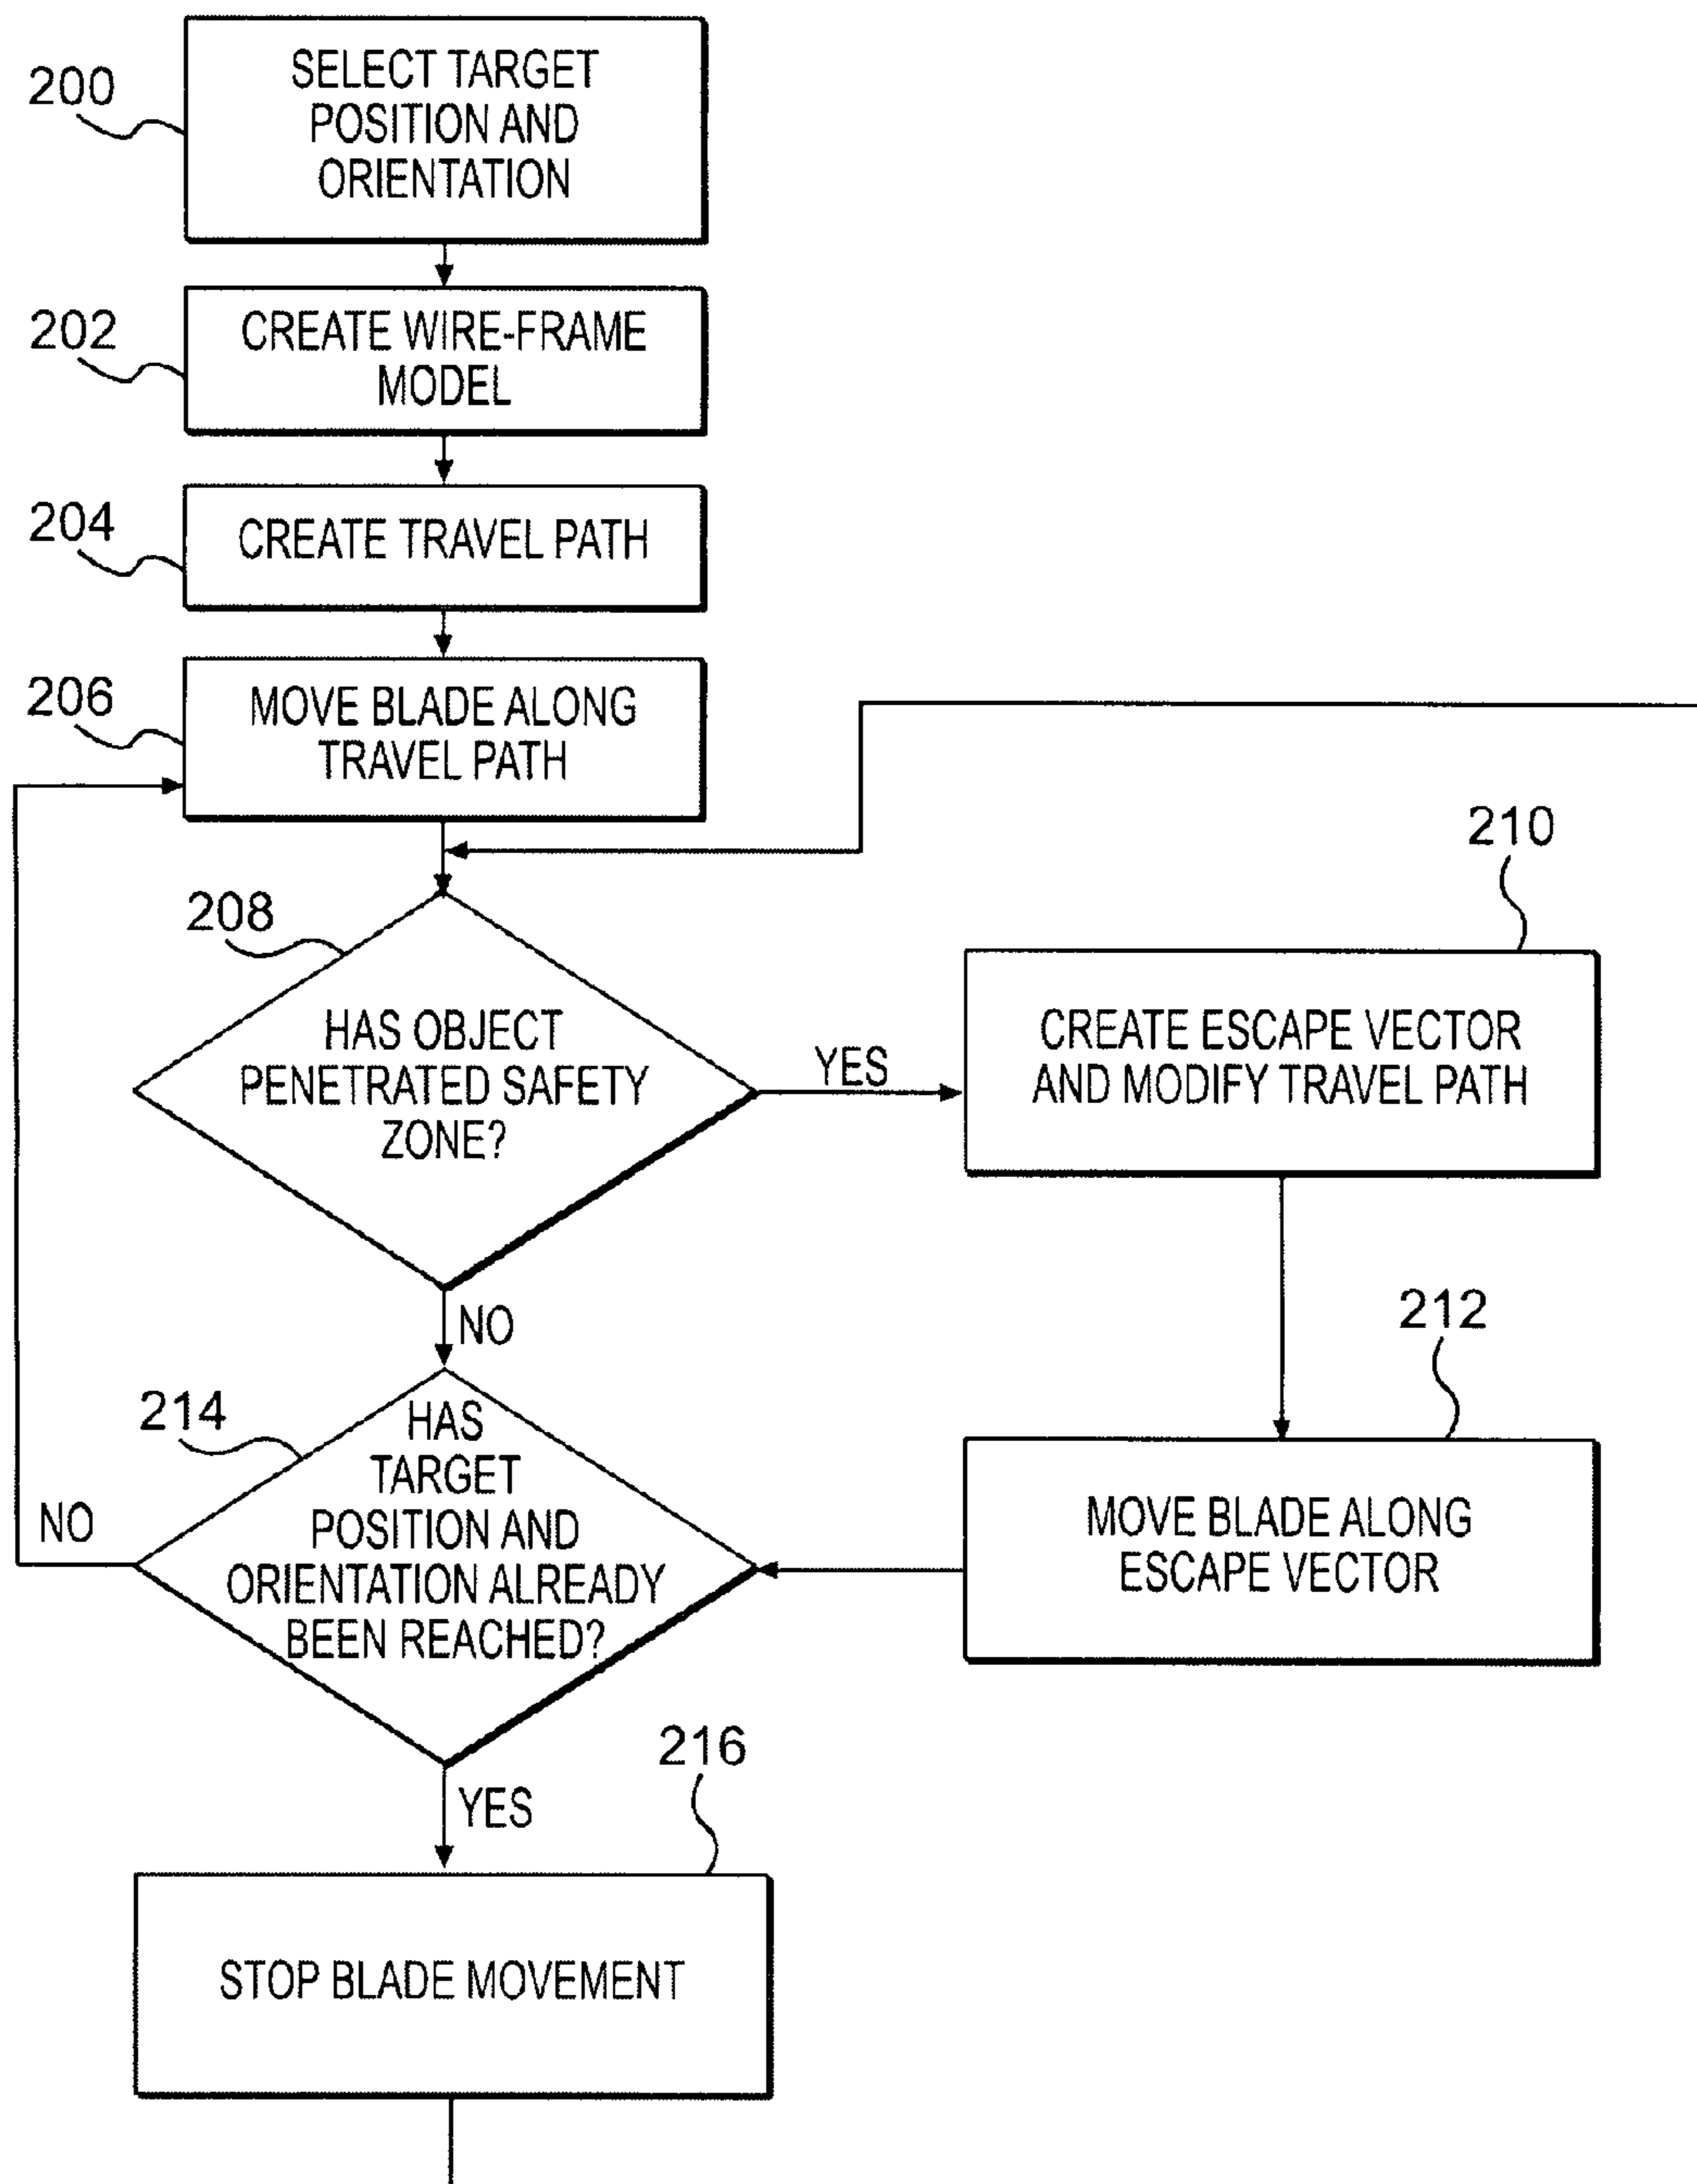 200
SELECT TARGET
POSITION AND
ORIENTATION
202
CREATE WIRE-FRAME
MODEL
204
CREATE TRAVEL PATH
206
MOVE BLADE ALONG
TRAVEL PATH
208
HAS OBJECT
PENETRATED SAFETY
ZONE?
YES
210
CREATE ESCAPE VECTOR
AND MODIFY TRAVEL PATH
NO
212
MOVE BLADE ALONG
ESCAPE VECTOR
214
HAS
TARGET
POSITION AND
ORIENTATION ALREADY
BEEN REACHED?
NO
YES
216
STOP BLADE MOVEMENT